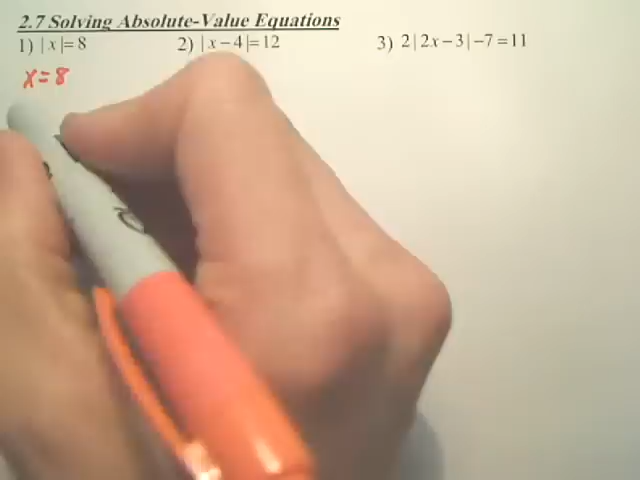 2.7 Solving Absolute-Value Equations
1) |x|=8 2) |x−4|=12 3) 2|2x−3|−7=11
x=8